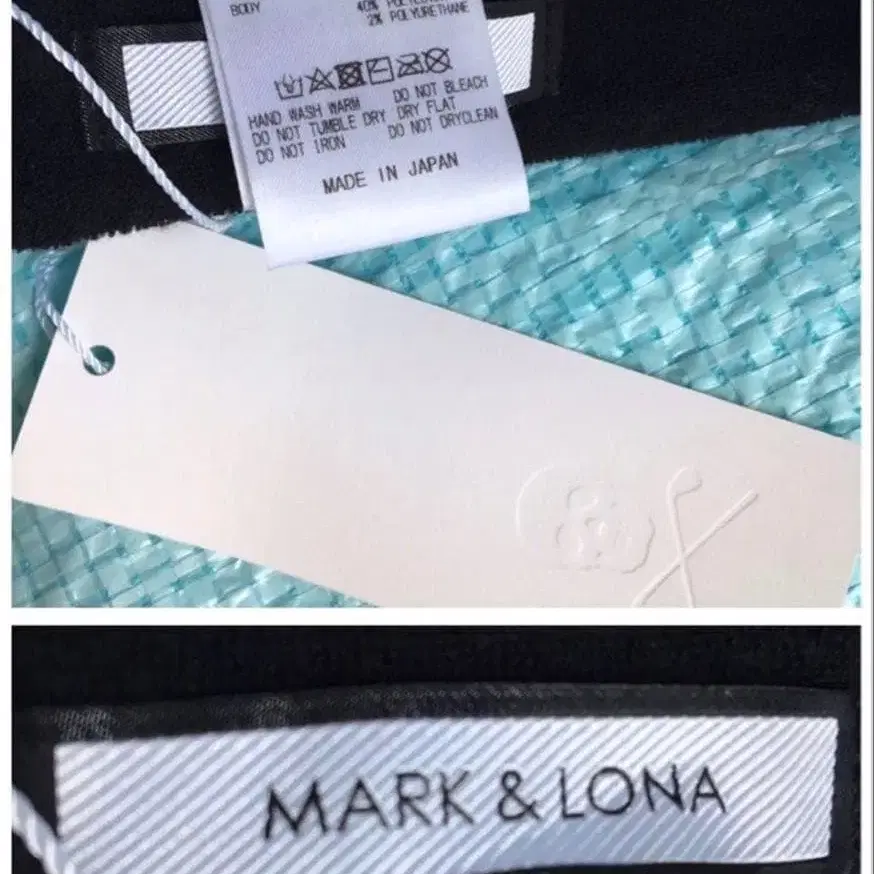 BODY 40%
2% POLYURETHANE
HAND WASH WARM DO NOT BLEACH
DO NOT TUMBLE DRY DRY FLAT
DO NOT IRON DO NOT DRYCLEAN
MADE IN JAPAN
MARK & LONA